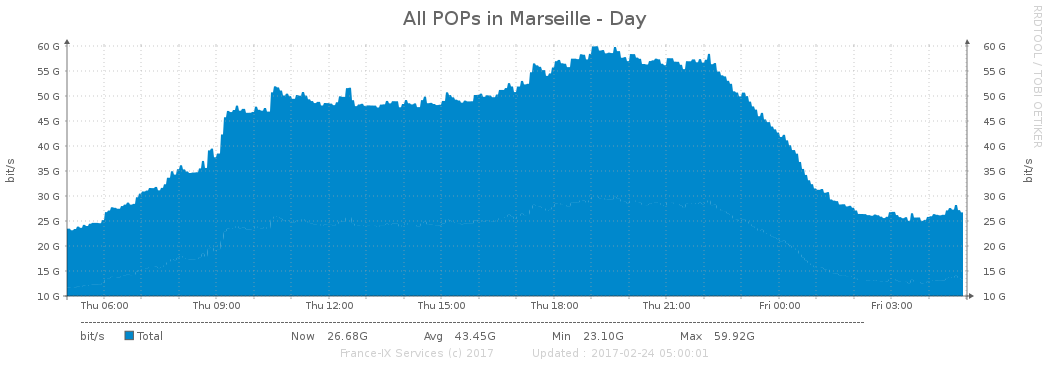 All POPs in Marseille - Day
RRDTOOL / TOBI OETIKER
bit/s
60 G 60 G
55 G 55 G
50 G 50 G
45 G 45 G
40 G 40 G
35 G 35 G
30 G 30 G
25 G 25 G
20 G 20 G
15 G 15 G
10 G 10 G
bit/s
Thu 06:00 Thu 09:00 Thu 12:00 Thu 15:00 Thu 18:00 Thu 21:00 Fri 00:00 Fri 03:00
bit/s Total Now 26.68G Avg 43.45G Min 23.10G Max 59.92G
France-IX Services (c) 2017 Updated : 2017-02-24 05:00:01